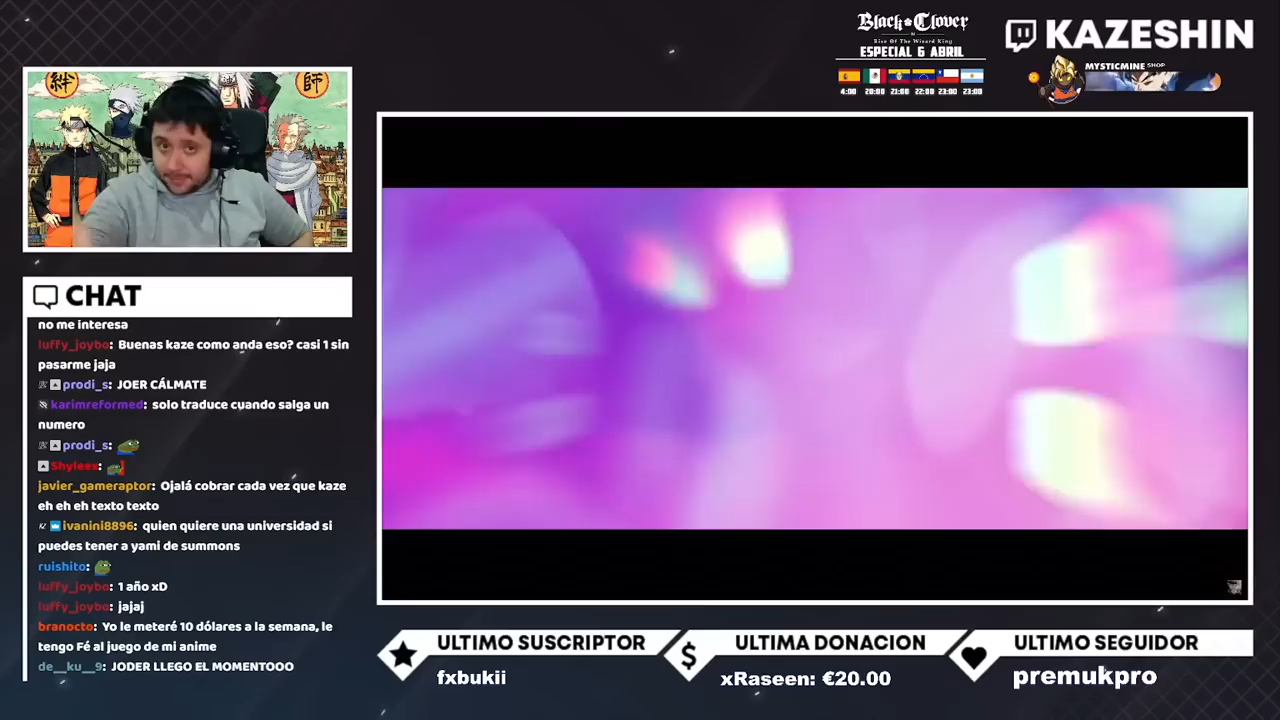 Black Clover
Rise Of The Wizard King
ESPECIAL 6 ABRIL
4:00 20:00 21:00 22:00 23:00 23:00
KAZESHIN
MYSTICMINE SHOP
CHAT
no me interesa
luffy_joybo: Buenas kaze como anda eso? casi 1 sin
pasarme jaja
prodi_s: JOER CÁLMATE
karimreformed: solo traduce cuando salga un
numero
prodi_s:
Shyleex:
javier_gameraptor: Ojalá cobrar cada vez que kaze
eh eh eh texto texto
ivanini8896: quien quiere una universidad si
puedes tener a yami de summons
ruishito:
luffy_joybo: 1 año xD
luffy_joybo: jajaj
branocto: Yo le meteré 10 dólares a la semana, le
tengo Fé al juego de mi anime
de__ku__9: JODER LLEGO EL MOMENTOOO
ULTIMO SUSCRIPTOR
fxbukii
ULTIMA DONACION
xRaseen: €20.00
ULTIMO SEGUIDOR
premukpro